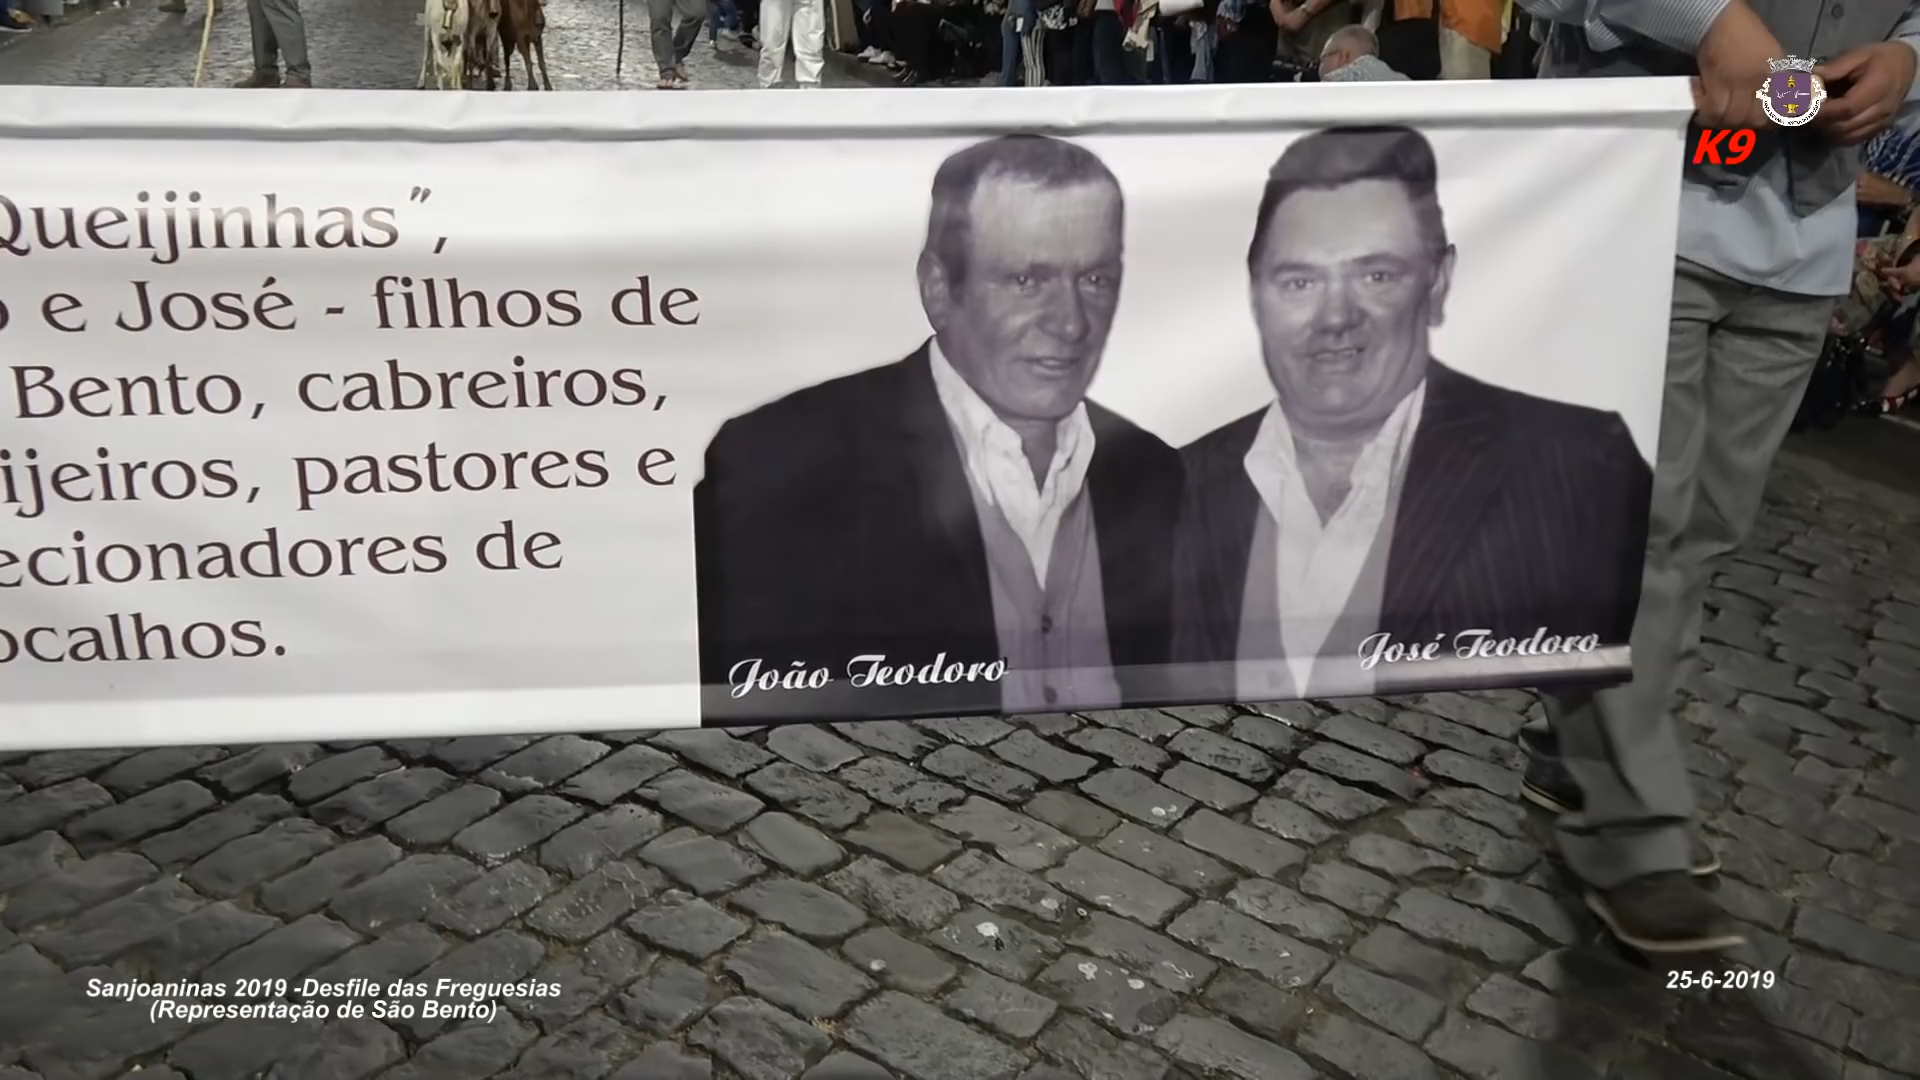 Queijinhas",
e José - filhos de
Bento, cabreiros,
ijeiros, pastores e
ecionadores de
ocalhos.
João Teodoro
José Teodoro
K9
Sanjoaninas 2019 -Desfile das Freguesias
(Representação de São Bento)
25-6-2019